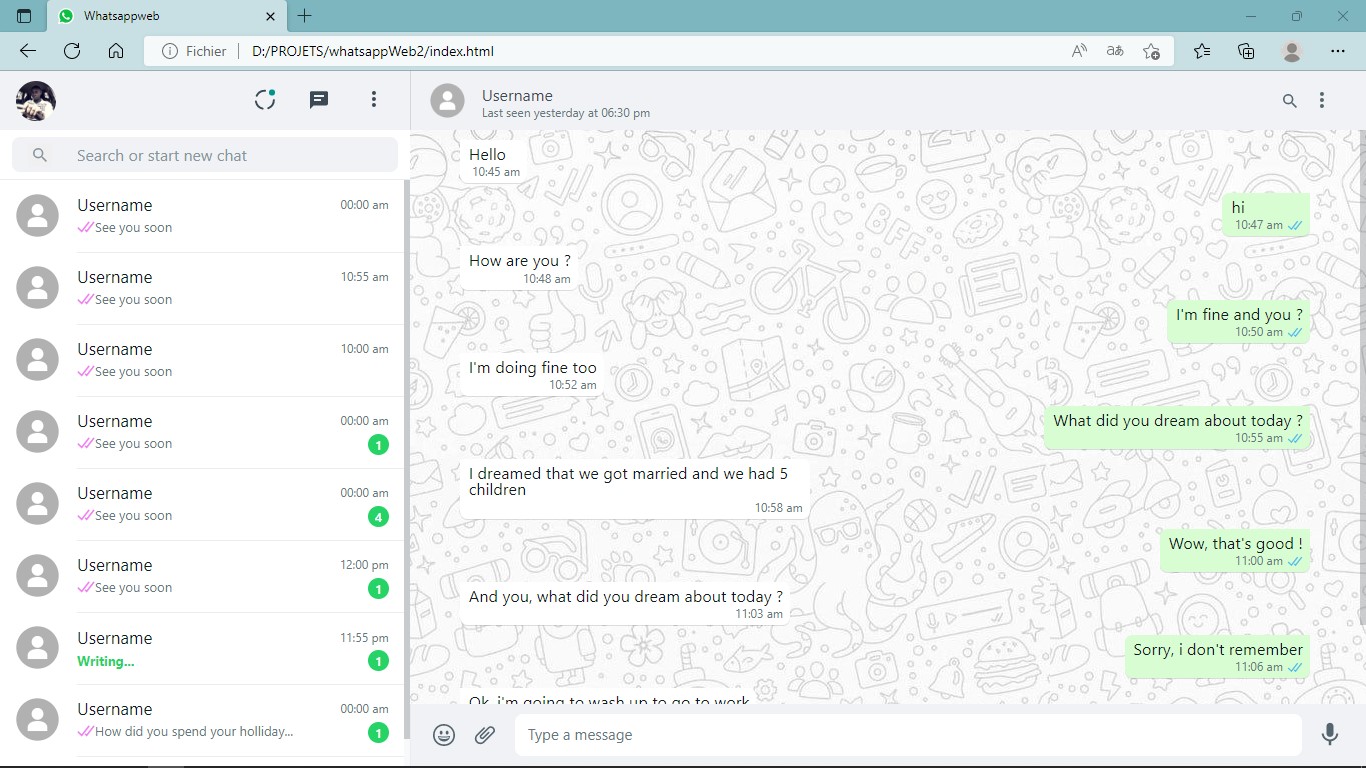 Whatsappweb
Fichier D:/PROJETS/whatsappWeb2/index.html
Search or start new chat
Username 00:00 am
See you soon
Username 10:55 am
See you soon
Username 10:00 am
See you soon
Username 00:00 am
See you soon 1
Username 00:00 am
See you soon 4
Username 12:00 pm
See you soon 1
Username 11:55 pm
Writing... 1
Username 00:00 am
How did you spend your holliday... 1
Username
Last seen yesterday at 06:30 pm
Hello
10:45 am
hi
10:47 am
How are you ?
10:48 am
I'm fine and you ?
10:50 am
I'm doing fine too
10:52 am
What did you dream about today ?
10:55 am
I dreamed that we got married and we had 5
children
10:58 am
Wow, that's good !
11:00 am
And you, what did you dream about today ?
11:03 am
Sorry, i don't remember
11:06 am
Ok, i'm going to wash up to go to work
Type a message